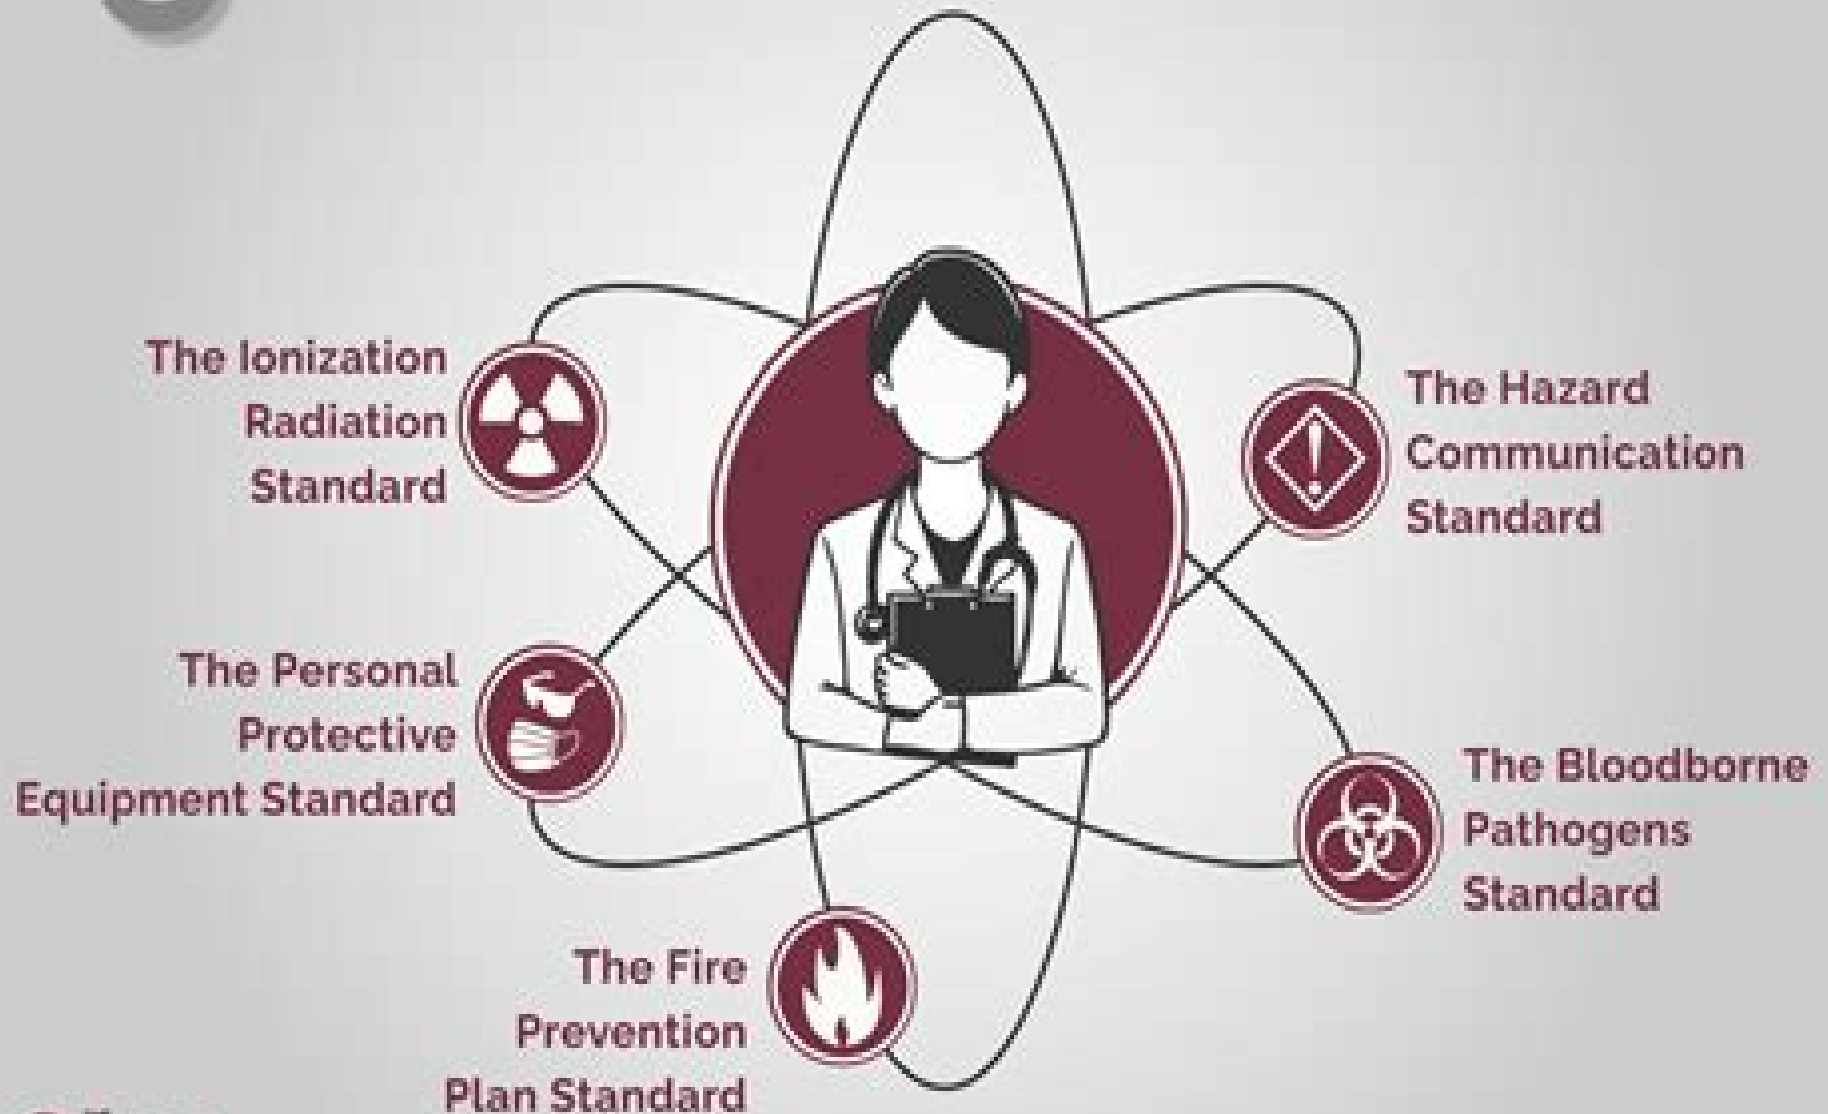 The Ionization
Radiation
Standard
The Hazard
Communication
Standard
The Personal
Protective
Equipment Standard
The Bloodborne
Pathogens
Standard
The Fire
Prevention
Plan Standard